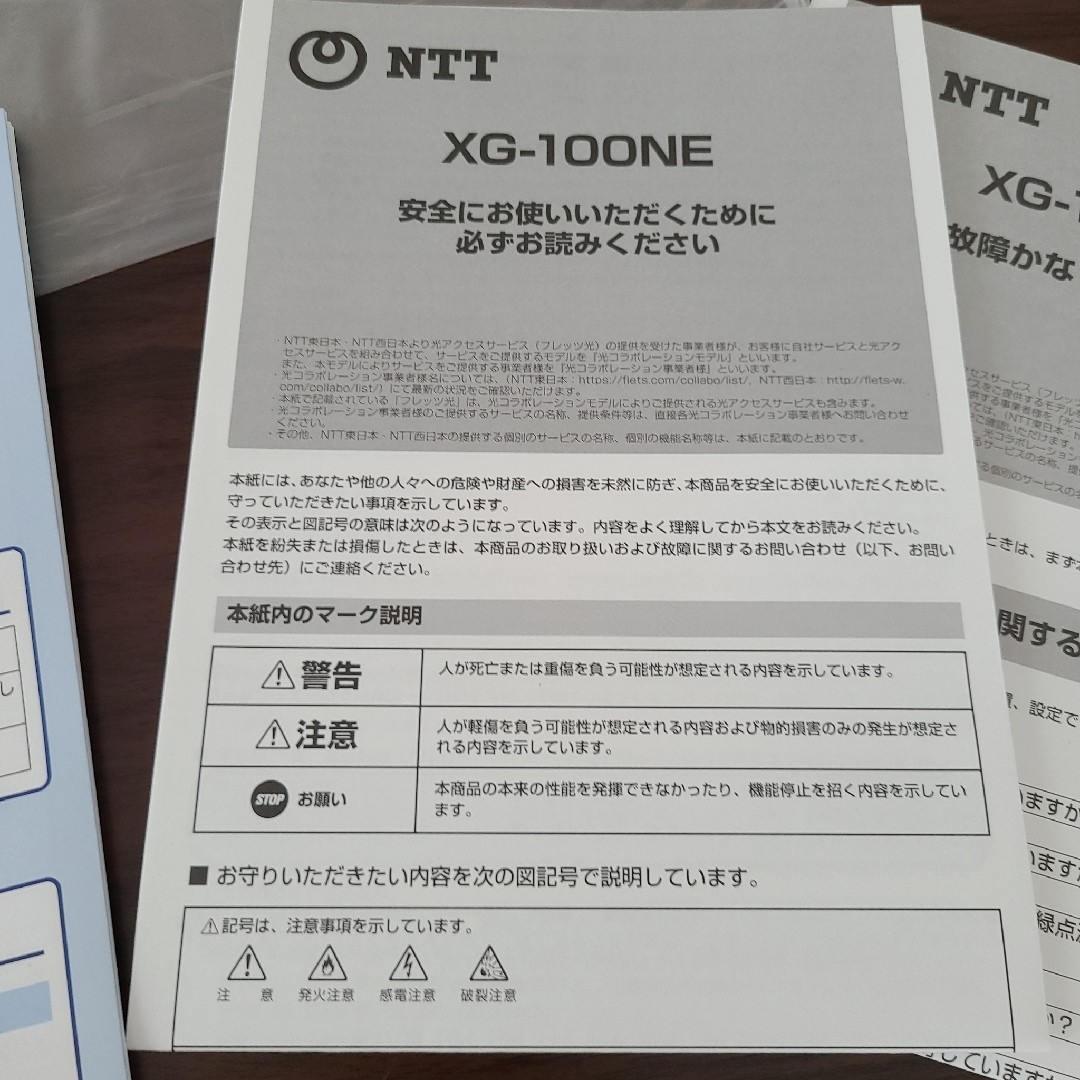 NTT
XG-100NE
安全にお使いいただくために
必ずお読みください
・NTT東日本・NTT西日本より光アクセスサービス（フレッツ光）の提供を受けた事業者様が、お客様に自社サービスと光アク
セスサービスを組み合わせて、サービスをご提供するモデルを「光コラボレーションモデル」といいます。
また、本モデルによりサービスをご提供する事業者様を「光コラボレーション事業者様」といいます。
・光コラボレーション事業者様名については、（NTT東日本：https://flets.com/collabo/list/、NTT西日本：http://flets-w.
com/collabo/list/）にて最新の状況をご確認いただけます。
・本紙で記載されている「フレッツ光」は、光コラボレーションモデルによりご提供される光アクセスサービスも含みます。
・光コラボレーション事業者様のご提供するサービスの名称、提供条件等は、直接各光コラボレーション事業者様へお問い合わせ
ください。
・その他、NTT東日本・NTT西日本の提供する個別のサービスの名称、個別の機能名称等は、本紙に記載のとおりです。
本紙には、あなたや他の人々への危険や財産への損害を未然に防ぎ、本商品を安全にお使いいただくために、
守っていただきたい事項を示しています。
その表示と図記号の意味は次のようになっています。内容をよく理解してから本文をお読みください。
本紙を紛失または損傷したときは、本商品のお取り扱いおよび故障に関するお問い合わせ（以下、お問い
合わせ先）にご連絡ください。
本紙内のマーク説明
警告
人が死亡または重傷を負う可能性が想定される内容を示しています。
注意
人が軽傷を負う可能性が想定される内容および物的損害のみの発生が想定さ
れる内容を示しています。
STOP お願い
本商品の本来の性能を発揮できなかったり、機能停止を招く内容を示してい
ます。
■ お守りいただきたい内容を次の図記号で説明しています。
⚠記号は、注意事項を示しています。
注 意 発火注意 感電注意 破裂注意
NTT
XG-1
故障かな
ときは、まず
関する
、設定で
ますか
います
緑点
か？
していますか